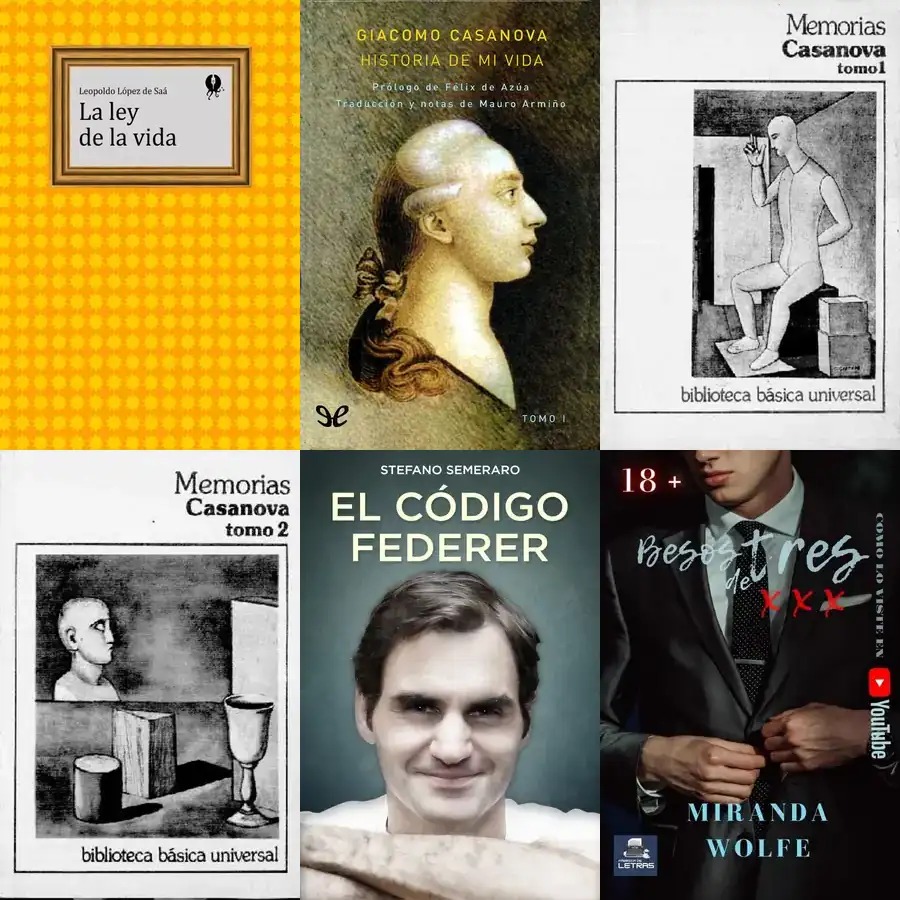 Leopoldo López de Saá
La ley
de la vida
GIACOMO CASANOVA
HISTORIA DE MI VIDA
Prólogo de Félix de Azúa
Traducción y notas de Mauro Armiño
TOMO I
Memorias
Casanova
tomo 1
biblioteca básica universal
Memorias
Casanova
tomo 2
biblioteca básica universal
STEFANO SEMERARO
EL CÓDIGO
FEDERER
18 +
Besos tres
de
X X X
COMO LO VISTE EN
YouTube
MIRANDA
WOLFE
LETRAS